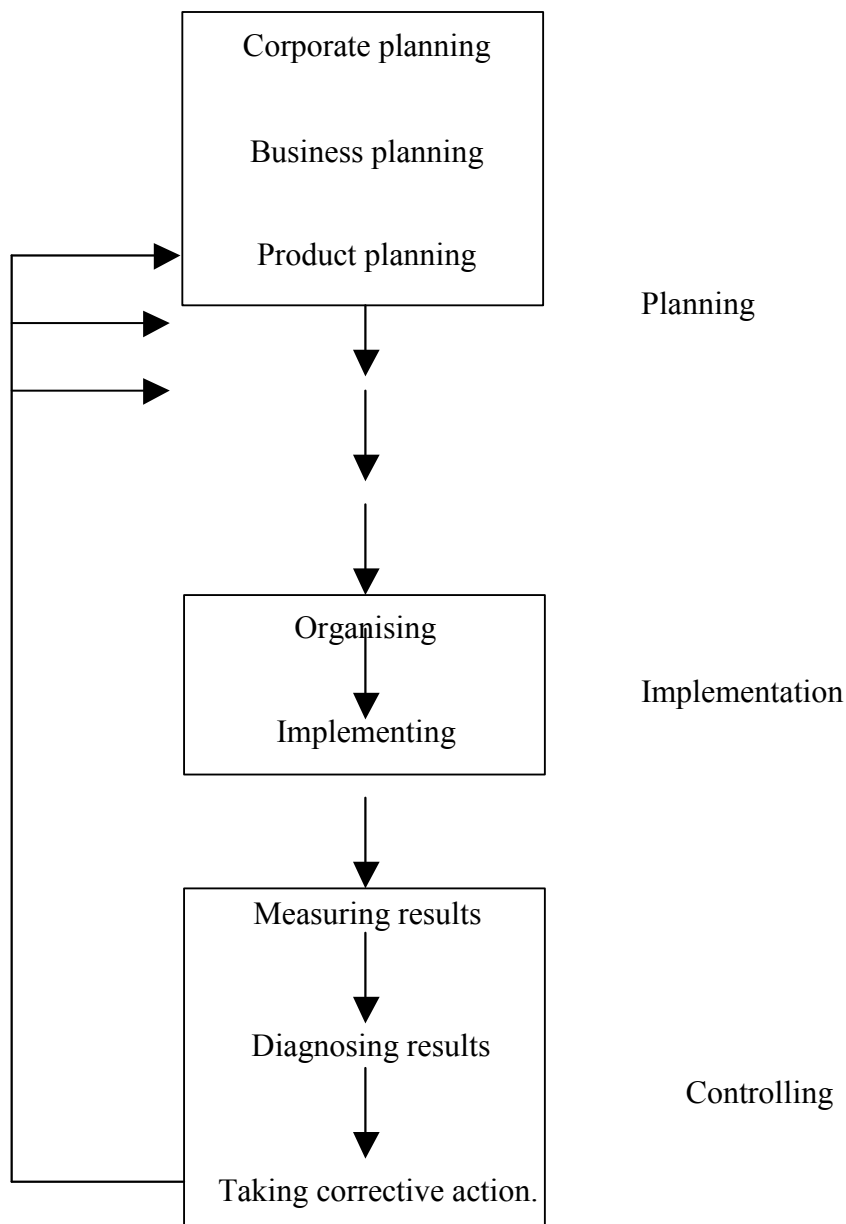 Corporate planning
Business planning
Product planning
Planning
Organising
Implementation
Implementing
Measuring results
Diagnosing results
Controlling
Taking corrective action.